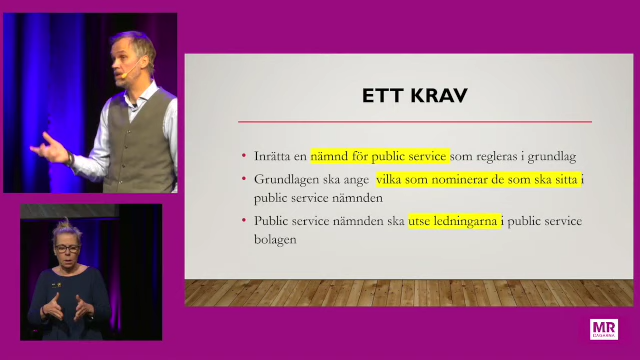 ETT KRAV
• Inrätta en nämnd för public service som regleras i grundlag
• Grundlagen ska ange vilka som nominerar de som ska sitta i
public service nämnden
• Public service nämnden ska utse ledningarna i public service
bolagen
MR
DAGARNA